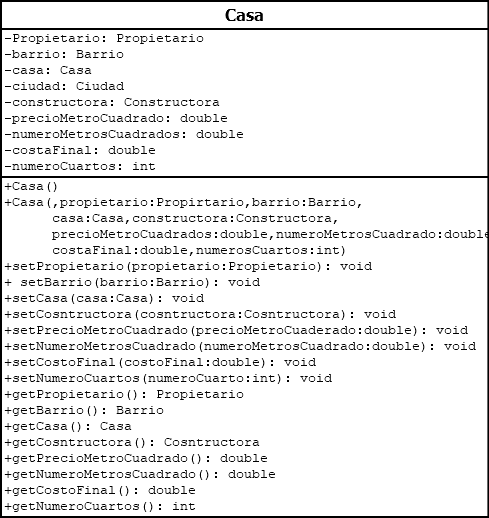 Casa
-Propietario: Propietario
-barrio: Barrio
-casa: Casa
-ciudad: Ciudad
-constructora: Constructora
-precioMetroCuadrado: double
-numeroMetrosCuadrados: double
-costaFinal: double
-numeroCuartos: int
+Casa()
+Casa(,propietario:Propirtario,barrio:Barrio,
casa:Casa,constructora:Constructora,
precioMetroCuadrados:double,numeroMetrosCuadrado:double
costaFinal:double,numerosCuartos:int)
+setPropietario(propietario:Propietario): void
+ setBarrio(barrio:Barrio): void
+setCasa(casa:Casa): void
+setCosntructora(cosntructora:Cosntructora): void
+setPrecioMetroCuadrado(precioMetroCuaderado:double): void
+setNumeroMetrosCuadrado(numeroMetrosCuadrado:double): void
+setCostoFinal(costoFinal:double): void
+setNumeroCuartos(numeroCuarto:int): void
+getPropietario(): Propietario
+getBarrio(): Barrio
+getCasa(): Casa
+getCosntructora(): Cosntructora
+getPrecioMetroCuadrado(): double
+getNumeroMetrosCuadrado(): double
+getCostoFinal(): double
+getNumeroCuartos(): int